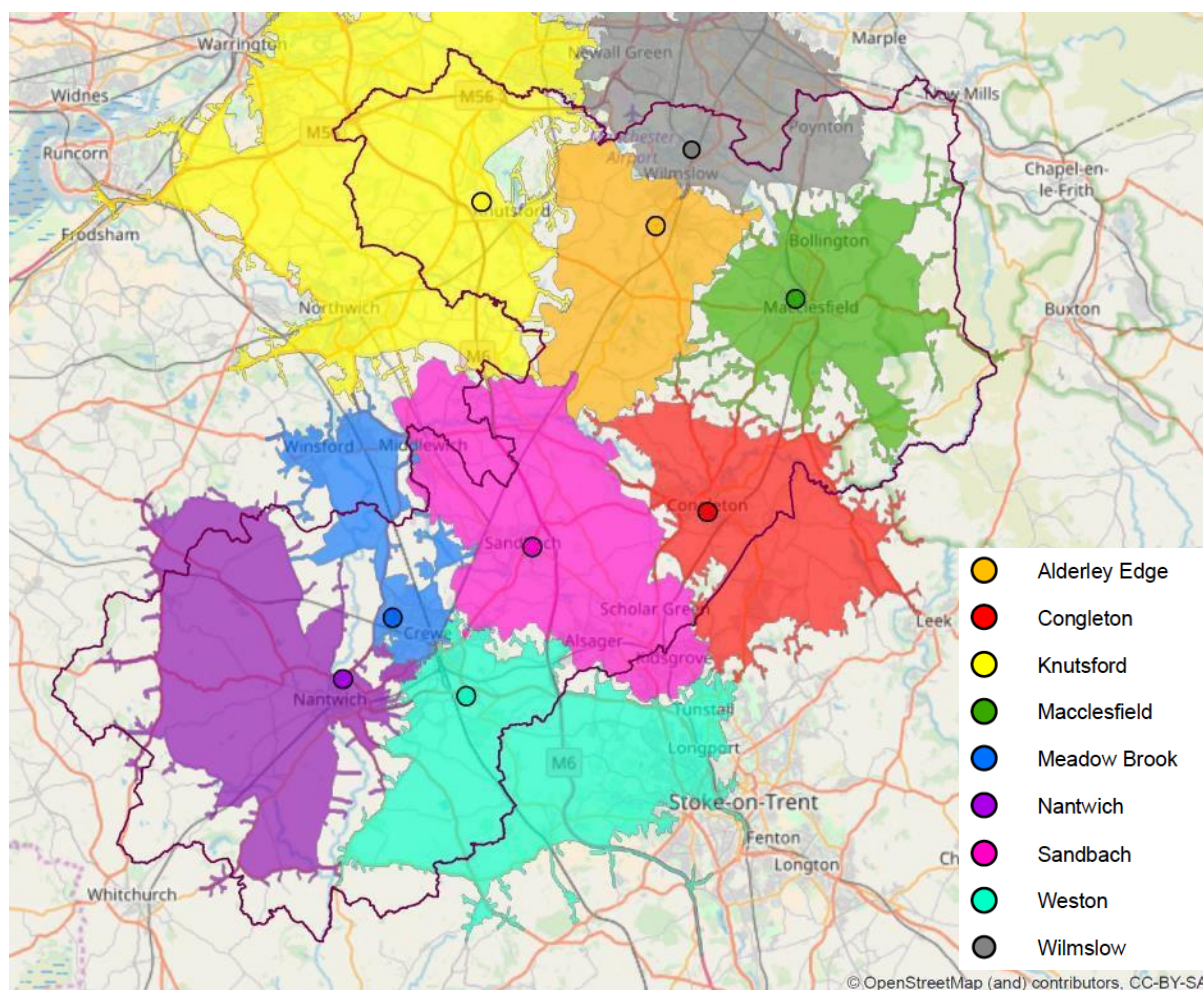 Warrington
Marple
Newall Green
Widnes
New Mills
M56
Poynton
Manchester
Airport
Runcorn
Wilmslow
Chapel-en-
le-Frith
Knutsford
Frodsham
Bollington
Northwich
Macclesfield
Buxton
M6
Winsford
Middlewich
Congleton
Sandbach
Scholar Green
Crewe
Alsager
Kidsgrove
Leek
Nantwich
Tunstall
Longport
M6
Stoke-on-Trent
Fenton
Longton
Whitchurch
Alderley Edge
Congleton
Knutsford
Macclesfield
Meadow Brook
Nantwich
Sandbach
Weston
Wilmslow
© OpenStreetMap (and) contributors, CC-BY-SA